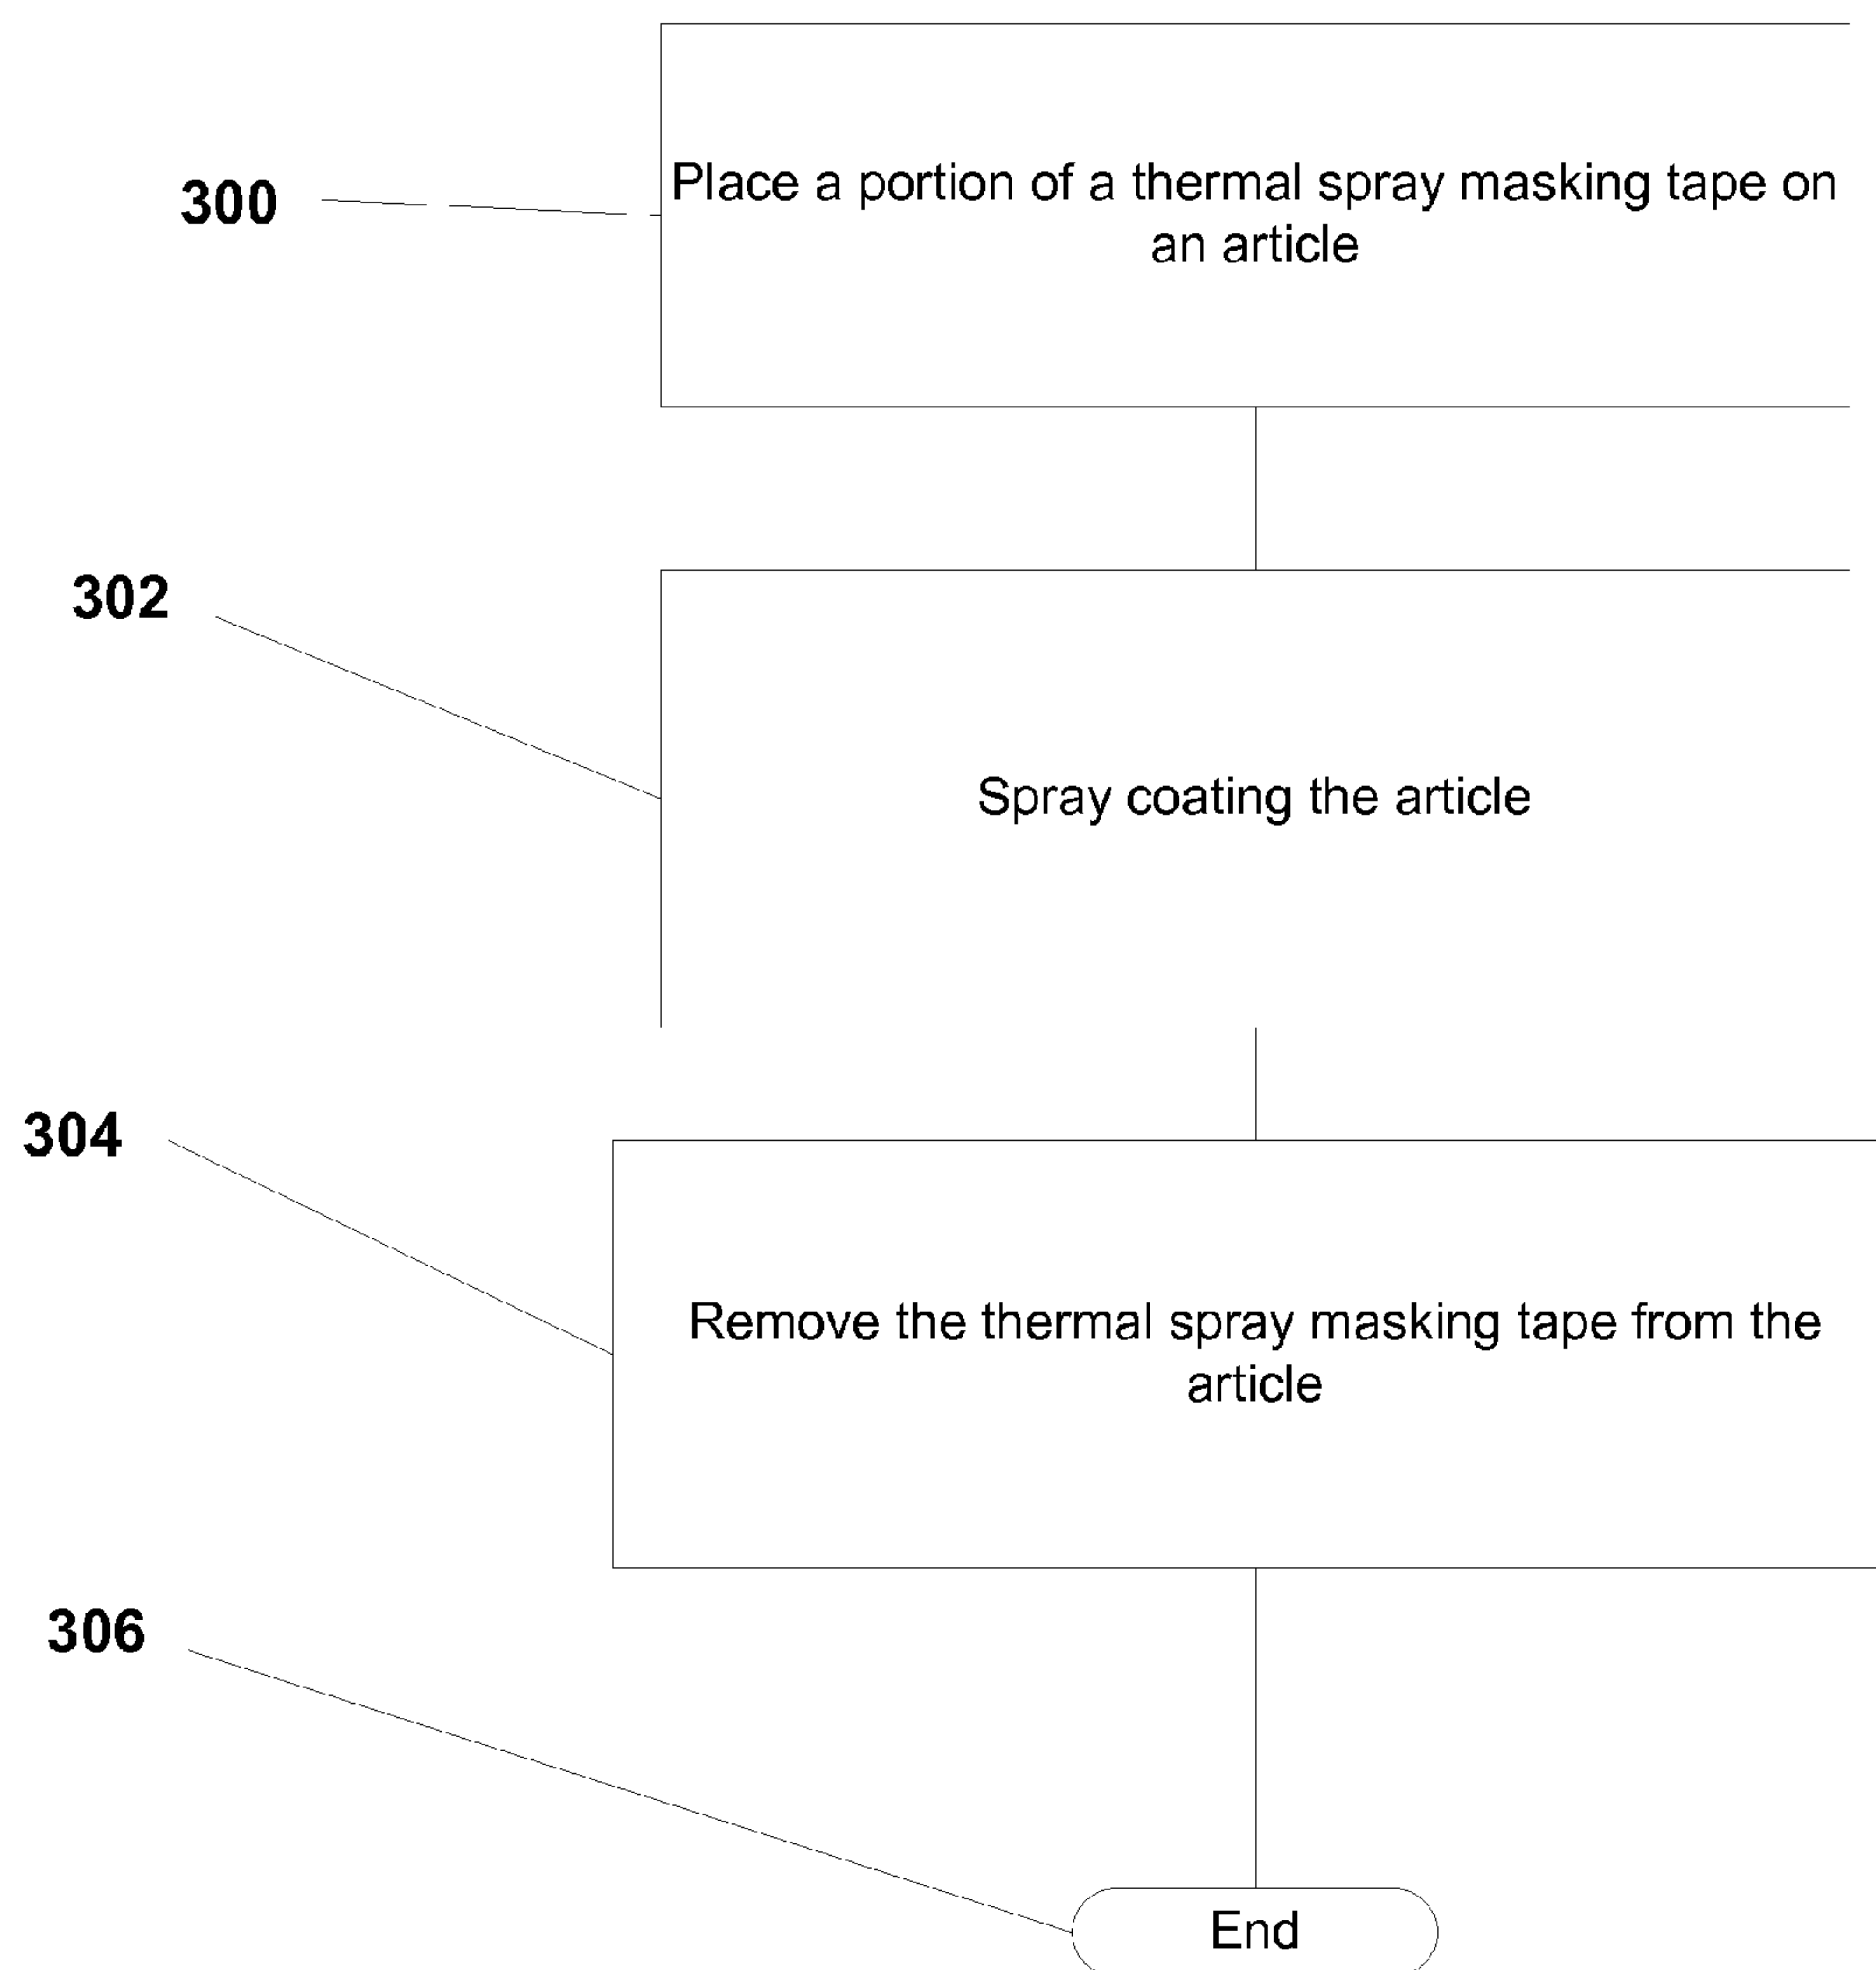 300
Place a portion of a thermal spray masking tape on
an article
302
Spray coating the article
304
Remove the thermal spray masking tape from the
article
306
End